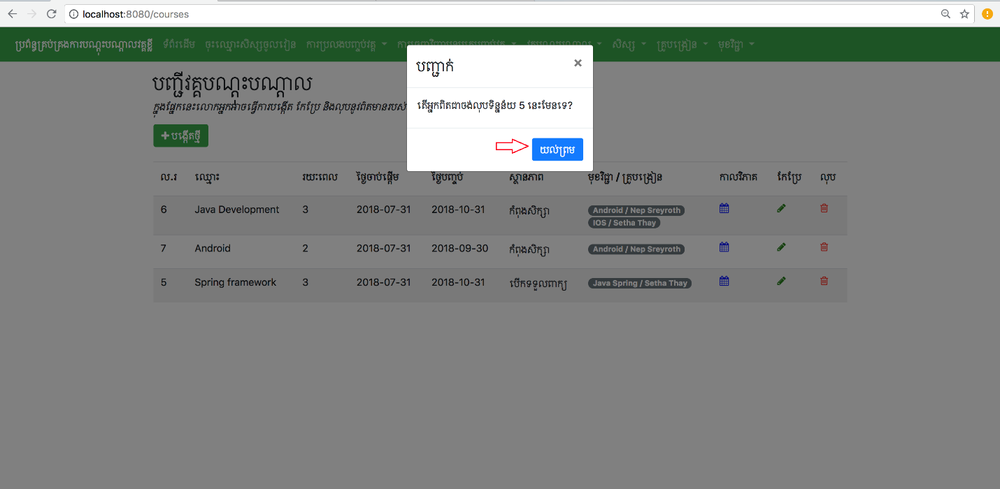 localhost:8080/courses
ប្រព័ន្ធគ្រប់គ្រងការបណ្តុះបណ្តាលវគ្គខ្លី ទំព័រដើម ចុះឈ្មោះសិស្សចូលរៀន ការប្រលងបញ្ចប់វគ្គ សិស្ស គ្រូបង្រៀន មុខវិជ្ជា
បញ្ជាក់ ×
បញ្ជីវគ្គបណ្តុះបណ្តាល
ក្នុងផ្នែកនេះលោកអ្នកអាចធ្វើការបង្កើត កែប្រែ និងលុបនូវព័តមានរបស់
តើអ្នកពិតជាចង់លុបទិន្នន័យ 5 នេះមែនទេ?
បង្កើតថ្មី
យល់ព្រម
ល.រ ឈ្មោះ រយះពេល ថ្ងៃចាប់ផ្តើម ថ្ងៃបញ្ចប់ ស្ថានភាព មុខវិជ្ជា / គ្រូបង្រៀន កាលវិភាគ កែប្រែ លុប
6 Java Development 3 2018-07-31 2018-10-31 កំពុងសិក្សា Android / Nep Sreyroth
IOS / Setha Thay
7 Android 2 2018-07-31 2018-09-30 កំពុងសិក្សា Android / Nep Sreyroth
5 Spring framework 3 2018-07-31 2018-10-31 បើកទទួលពាក្យ Java Spring / Setha Thay